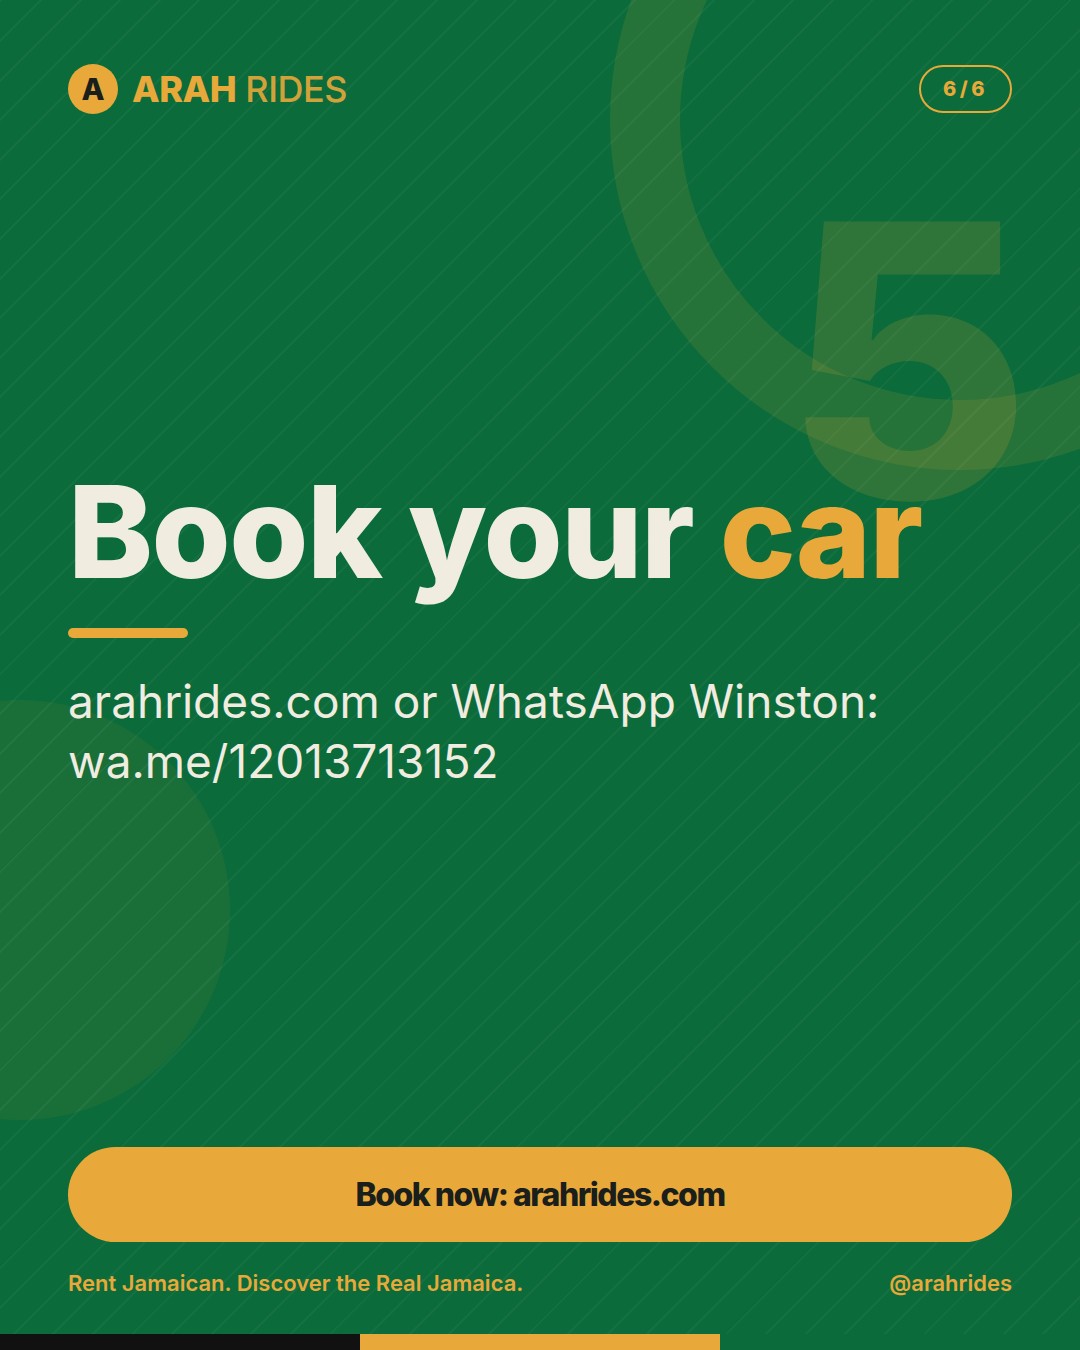 A ARAH RIDES
6/6
5
Book your car
arahrides.com or WhatsApp Winston:
wa.me/12013713152
Book now: arahrides.com
Rent Jamaican. Discover the Real Jamaica.
@arahrides